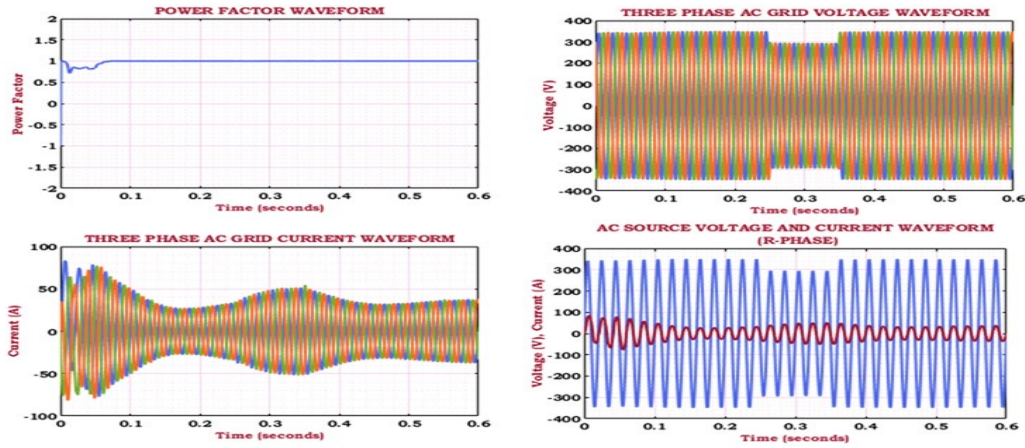 POWER FACTOR WAVEFORM
Power Factor
2
1.5
1
0.5
0
-0.5
-1
-1.5
-2
0 0.1 0.2 0.3 0.4 0.5 0.6
Time (seconds)
THREE PHASE AC GRID VOLTAGE WAVEFORM
Voltage (V)
400
300
200
100
0
-100
-200
-300
-400
0 0.1 0.2 0.3 0.4 0.5 0.6
Time (seconds)
THREE PHASE AC GRID CURRENT WAVEFORM
Current (A)
100
50
0
-50
-100
0 0.1 0.2 0.3 0.4 0.5 0.6
Time (seconds)
AC SOURCE VOLTAGE AND CURRENT WAVEFORM
(R-PHASE)
Voltage (V), Current (A)
400
300
200
100
0
-100
-200
-300
-400
0 0.1 0.2 0.3 0.4 0.5 0.6
Time (seconds)